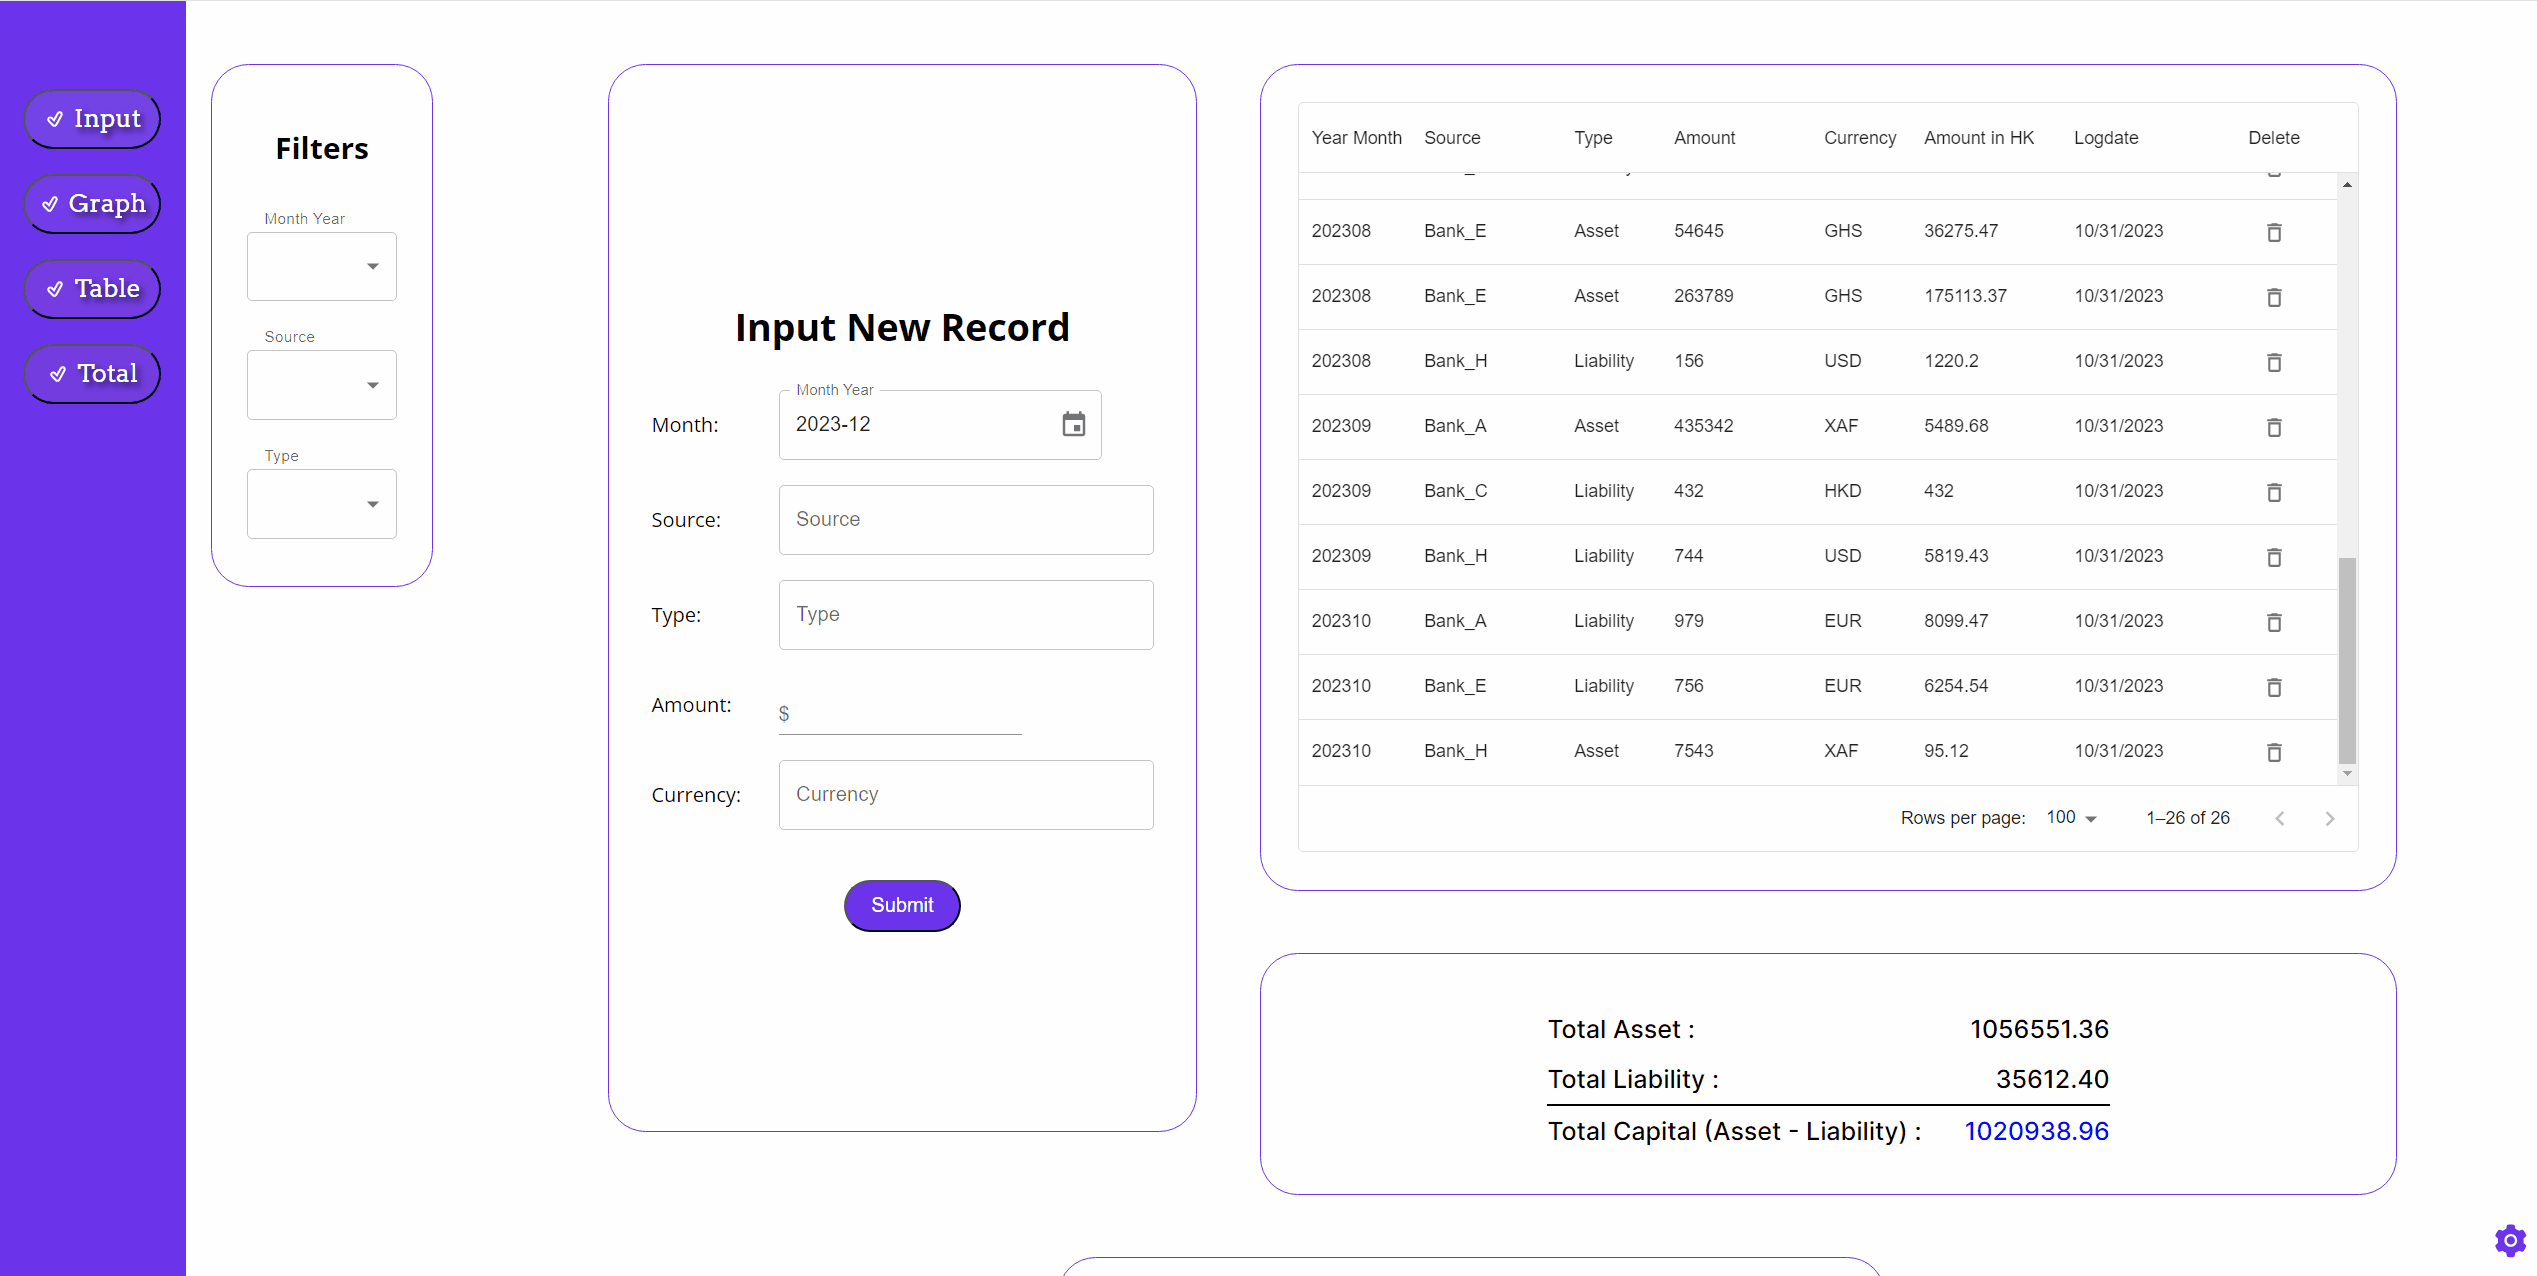 Input
Graph
Table
Total
Filters
Month Year
Source
Type
Input New Record
Month:
Month Year
2023-12
Source:
Source
Type:
Type
Amount:
$
Currency:
Currency
Submit
Year Month Source Type Amount Currency Amount in HK Logdate Delete
202308 Bank_E Asset 54645 GHS 36275.47 10/31/2023
202308 Bank_E Asset 263789 GHS 175113.37 10/31/2023
202308 Bank_H Liability 156 USD 1220.2 10/31/2023
202309 Bank_A Asset 435342 XAF 5489.68 10/31/2023
202309 Bank_C Liability 432 HKD 432 10/31/2023
202309 Bank_H Liability 744 USD 5819.43 10/31/2023
202310 Bank_A Liability 979 EUR 8099.47 10/31/2023
202310 Bank_E Liability 756 EUR 6254.54 10/31/2023
202310 Bank_H Asset 7543 XAF 95.12 10/31/2023
Rows per page: 100 1–26 of 26
Total Asset : 1056551.36
Total Liability : 35612.40
Total Capital (Asset - Liability) : 1020938.96